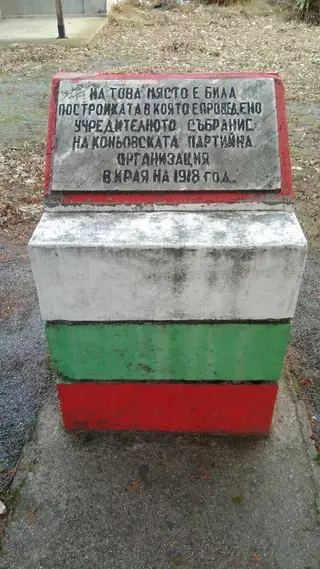 НА ТОВА МЯСТО Е БИЛА
ПОСТРОЙКАТА В КОЯТО Е ПРОВЕДЕНО
УЧРЕДИТЕЛНОТО СЪБРАНИЕ
НА КОНЬОВСКАТА ПАРТИЙНА
ОРГАНИЗАЦИЯ
В КРАЯ НА 1918 ГОД.